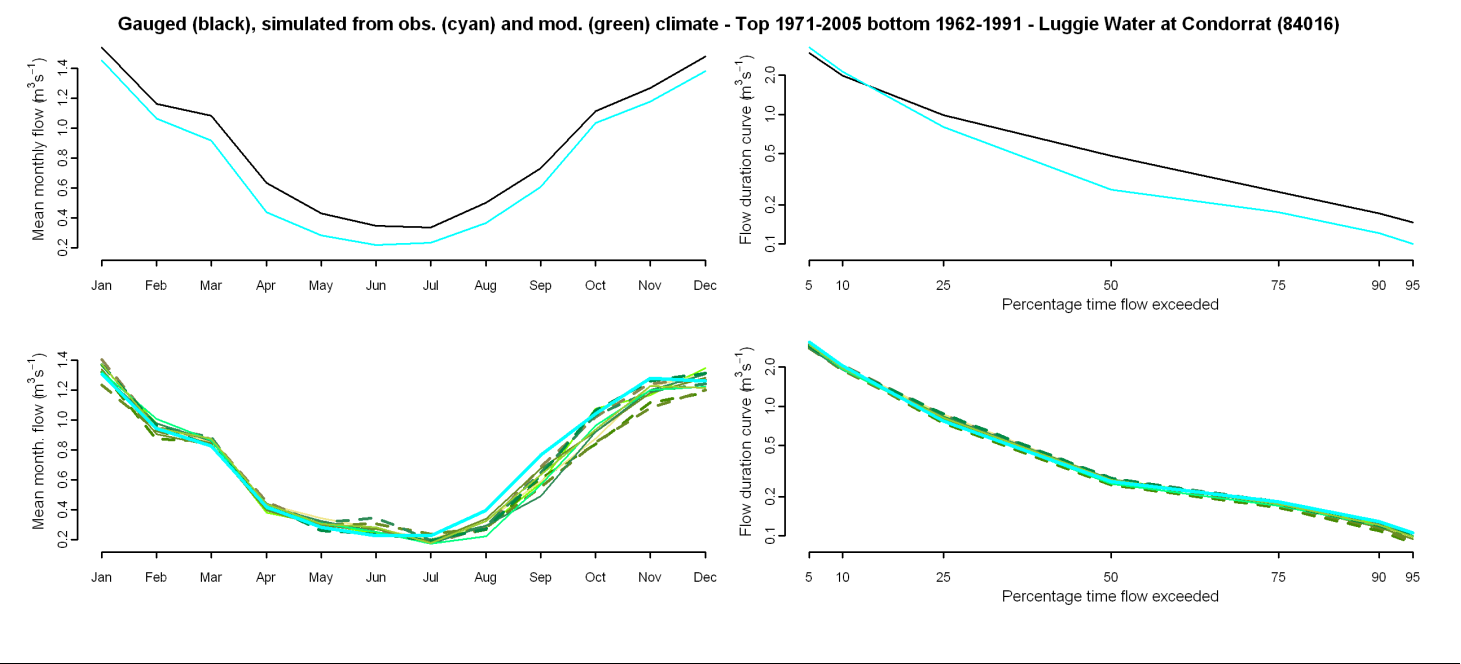 Gauged (black), simulated from obs. (cyan) and mod. (green) climate - Top 1971-2005 bottom 1962-1991 - Luggie Water at Condorrat (84016)
Mean monthly flow (m³s⁻¹)
0.2 0.4 0.6 0.8 1.0 1.2 1.4
Jan Feb Mar Apr May Jun Jul Aug Sep Oct Nov Dec
Flow duration curve (m³s⁻¹)
0.1 0.2 0.5 1.0 2.0
5 10 25 50 75 90 95
Percentage time flow exceeded
Mean month. flow (m³s⁻¹)
0.2 0.4 0.6 0.8 1.0 1.2 1.4
Jan Feb Mar Apr May Jun Jul Aug Sep Oct Nov Dec
Flow duration curve (m³s⁻¹)
0.1 0.2 0.5 1.0 2.0
5 10 25 50 75 90 95
Percentage time flow exceeded